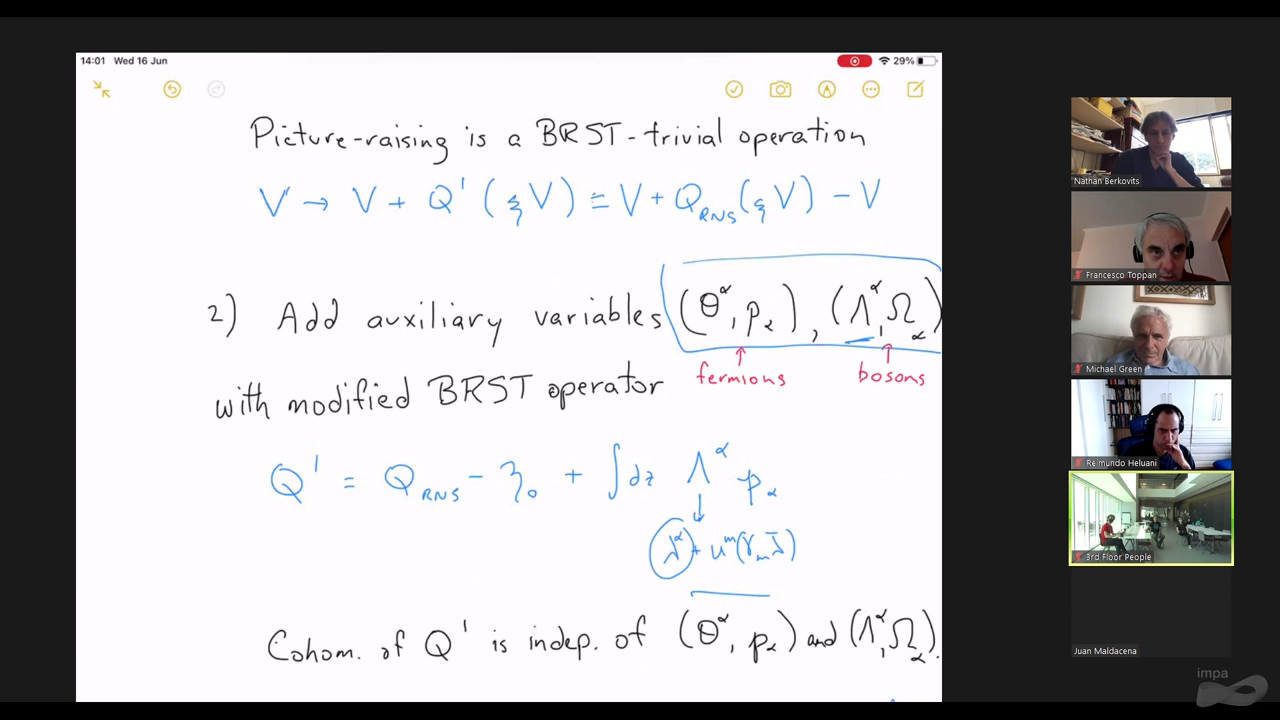 14:01 Wed 16 Jun
29%
Picture-raising is a BRST-trivial operation
V → V + Q' (ξV) = V + Q_RNS (ξV) − V
2) Add auxiliary variables (θ^α, p_α), (Λ^α, Ω_α)
fermions bosons
with modified BRST operator
Q' = Q_RNS − η_0 + ∫dz Λ^α p_α
↓
λ^α + u^m(γ_m λ̄)
Cohom. of Q' is indep. of (θ^α, p_α) and (Λ^α, Ω_α).
Nathan Berkovits
Francesco Toppan
Michael Green
Reimundo Heluani
3rd Floor People
Juan Maldacena
impa